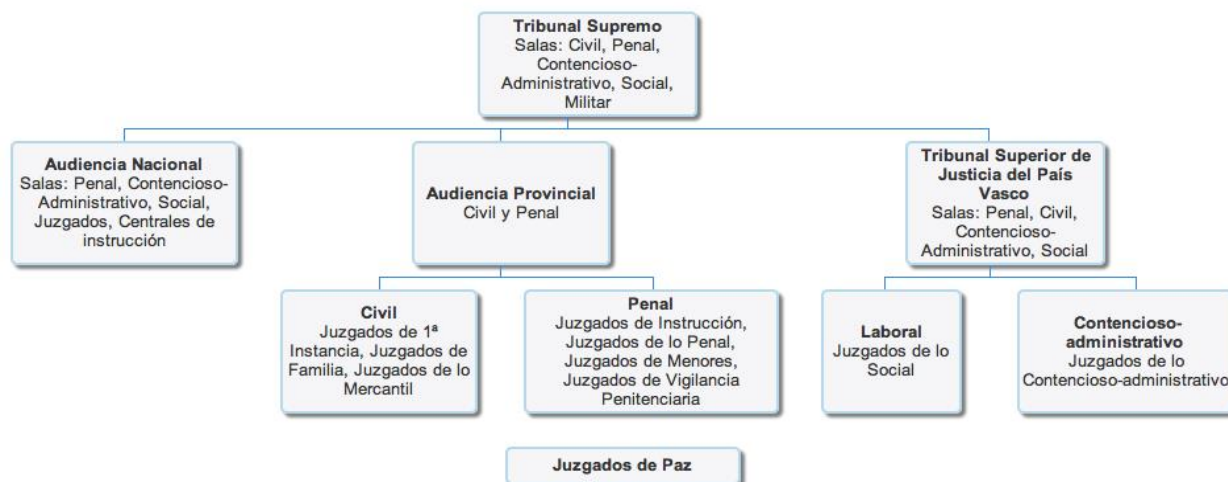 Tribunal Supremo
Salas: Civil, Penal,
Contencioso-
Administrativo, Social,
Militar
Audiencia Nacional
Salas: Penal, Contencioso-
Administrativo, Social,
Juzgados, Centrales de
instrucción
Audiencia Provincial
Civil y Penal
Tribunal Superior de
Justicia del País
Vasco
Salas: Penal, Civil,
Contencioso-
Administrativo, Social
Civil
Juzgados de 1ª
Instancia, Juzgados de
Familia, Juzgados de lo
Mercantil
Penal
Juzgados de Instrucción,
Juzgados de lo Penal,
Juzgados de Menores,
Juzgados de Vigilancia
Penitenciaria
Laboral
Juzgados de lo
Social
Contencioso-
administrativo
Juzgados de lo
Contencioso-administrativo
Juzgados de Paz